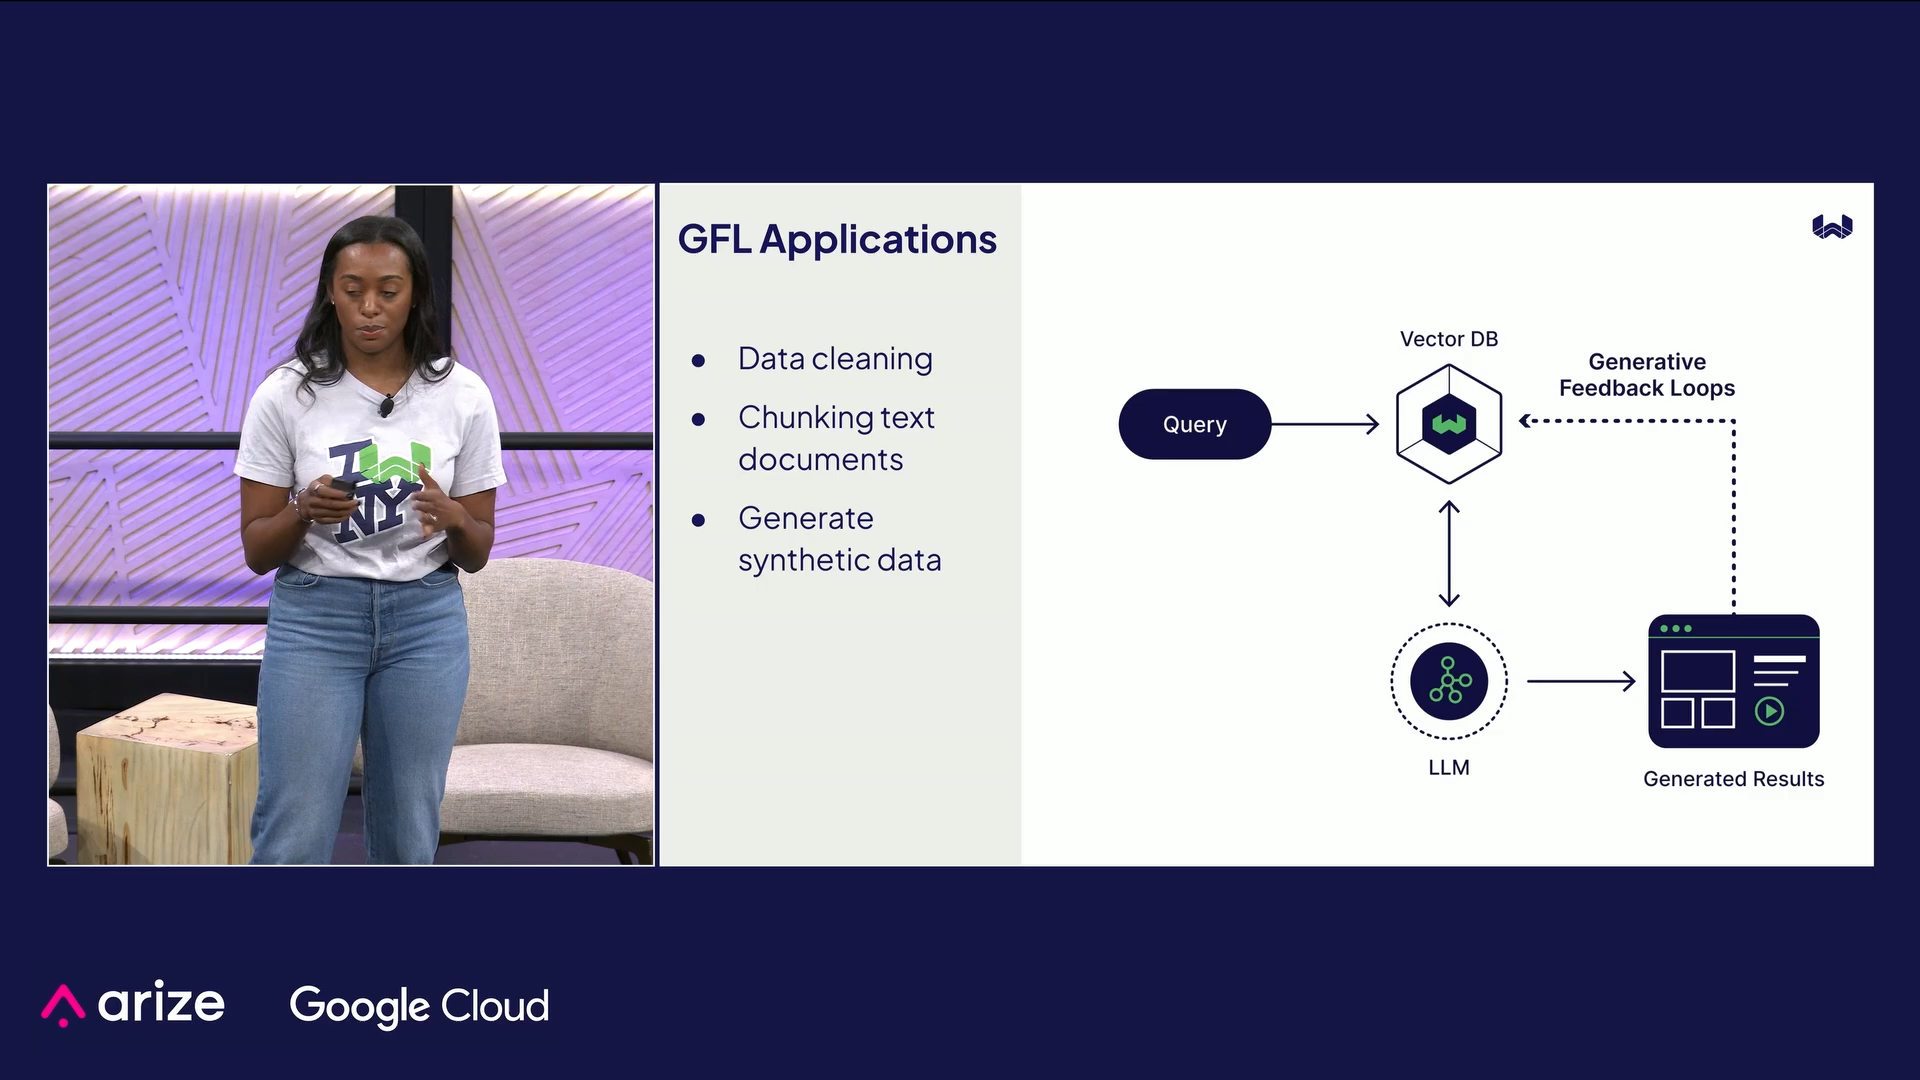 I W
NY
GFL Applications
Data cleaning
Chunking text
documents
Generate
synthetic data
Query
Vector DB
Generative
Feedback Loops
LLM
Generated Results
arize
Google Cloud